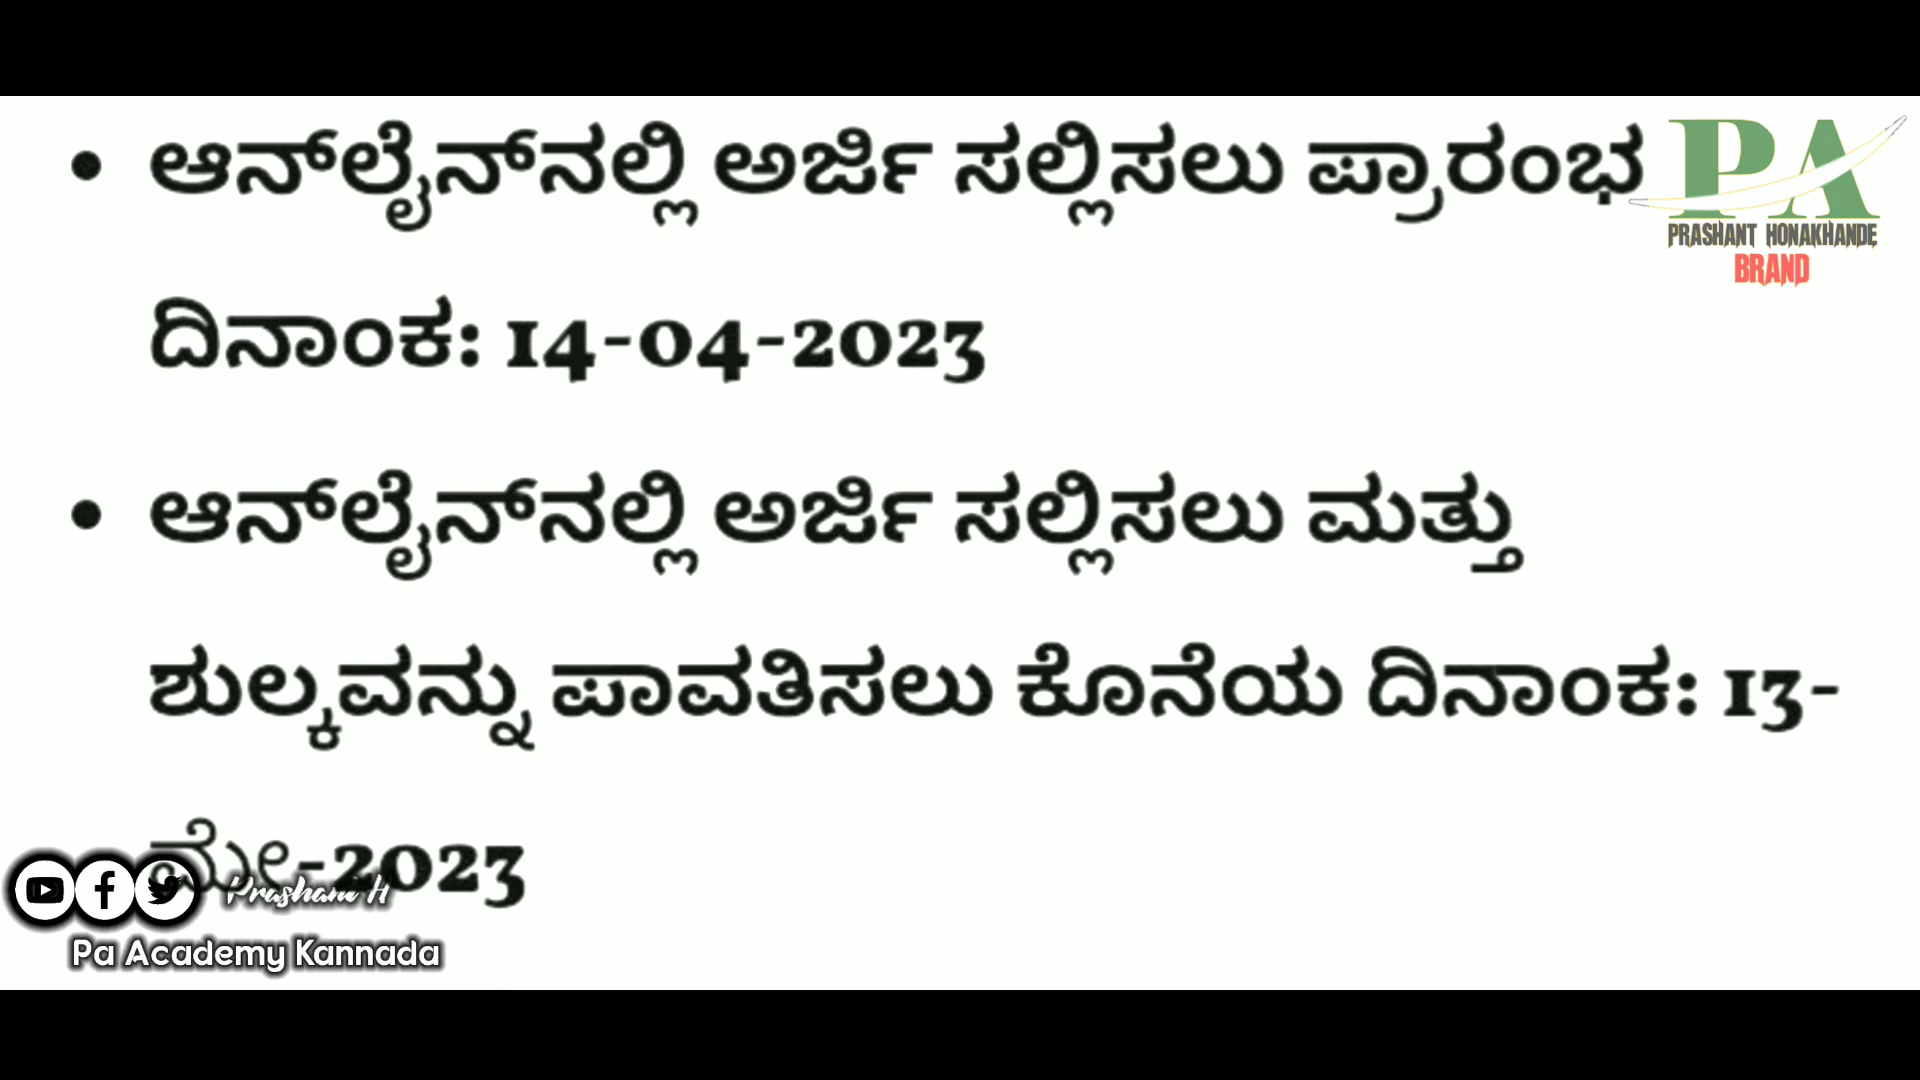 • ಆನ್‌ಲೈನ್‌ನಲ್ಲಿ ಅರ್ಜಿ ಸಲ್ಲಿಸಲು ಪ್ರಾರಂಭ
PA
PRASHANT HONAKHANDE
BRAND
ದಿನಾಂಕ: 14-04-2023
• ಆನ್‌ಲೈನ್‌ನಲ್ಲಿ ಅರ್ಜಿ ಸಲ್ಲಿಸಲು ಮತ್ತು
ಶುಲ್ಕವನ್ನು ಪಾವತಿಸಲು ಕೊನೆಯ ದಿನಾಂಕ: 13-
ಮೇ-2023
Prashant H
Pa Academy Kannada